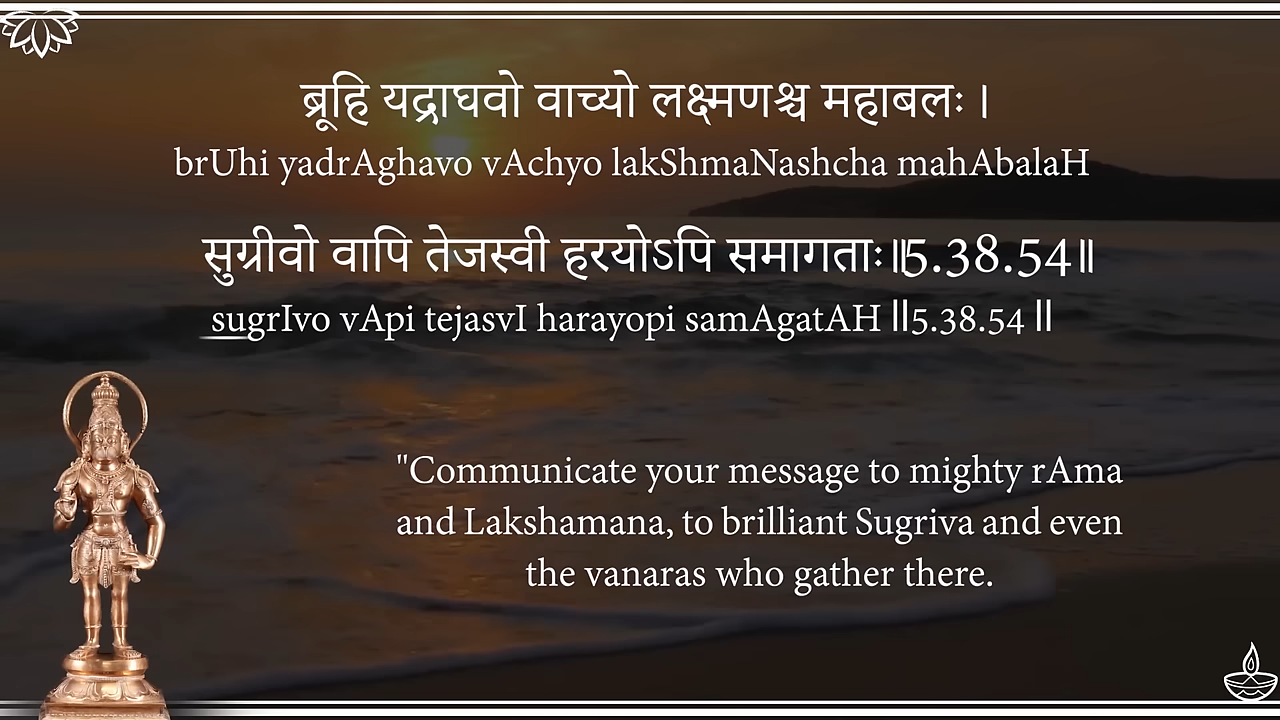 ब्रूहि यद्राघवो वाच्यो लक्ष्मणश्च महाबलः ।
brUhi yadrAghavo vAchyo lakShmaNashcha mahAbalaH
सुग्रीवो वापि तेजस्वी हरयोऽपि समागताः॥5.38.54॥
sugrIvo vApi tejasvI harayopi samAgatAH ॥5.38.54 ॥
"Communicate your message to mighty rAma
and Lakshamana, to brilliant Sugriva and even
the vanaras who gather there.